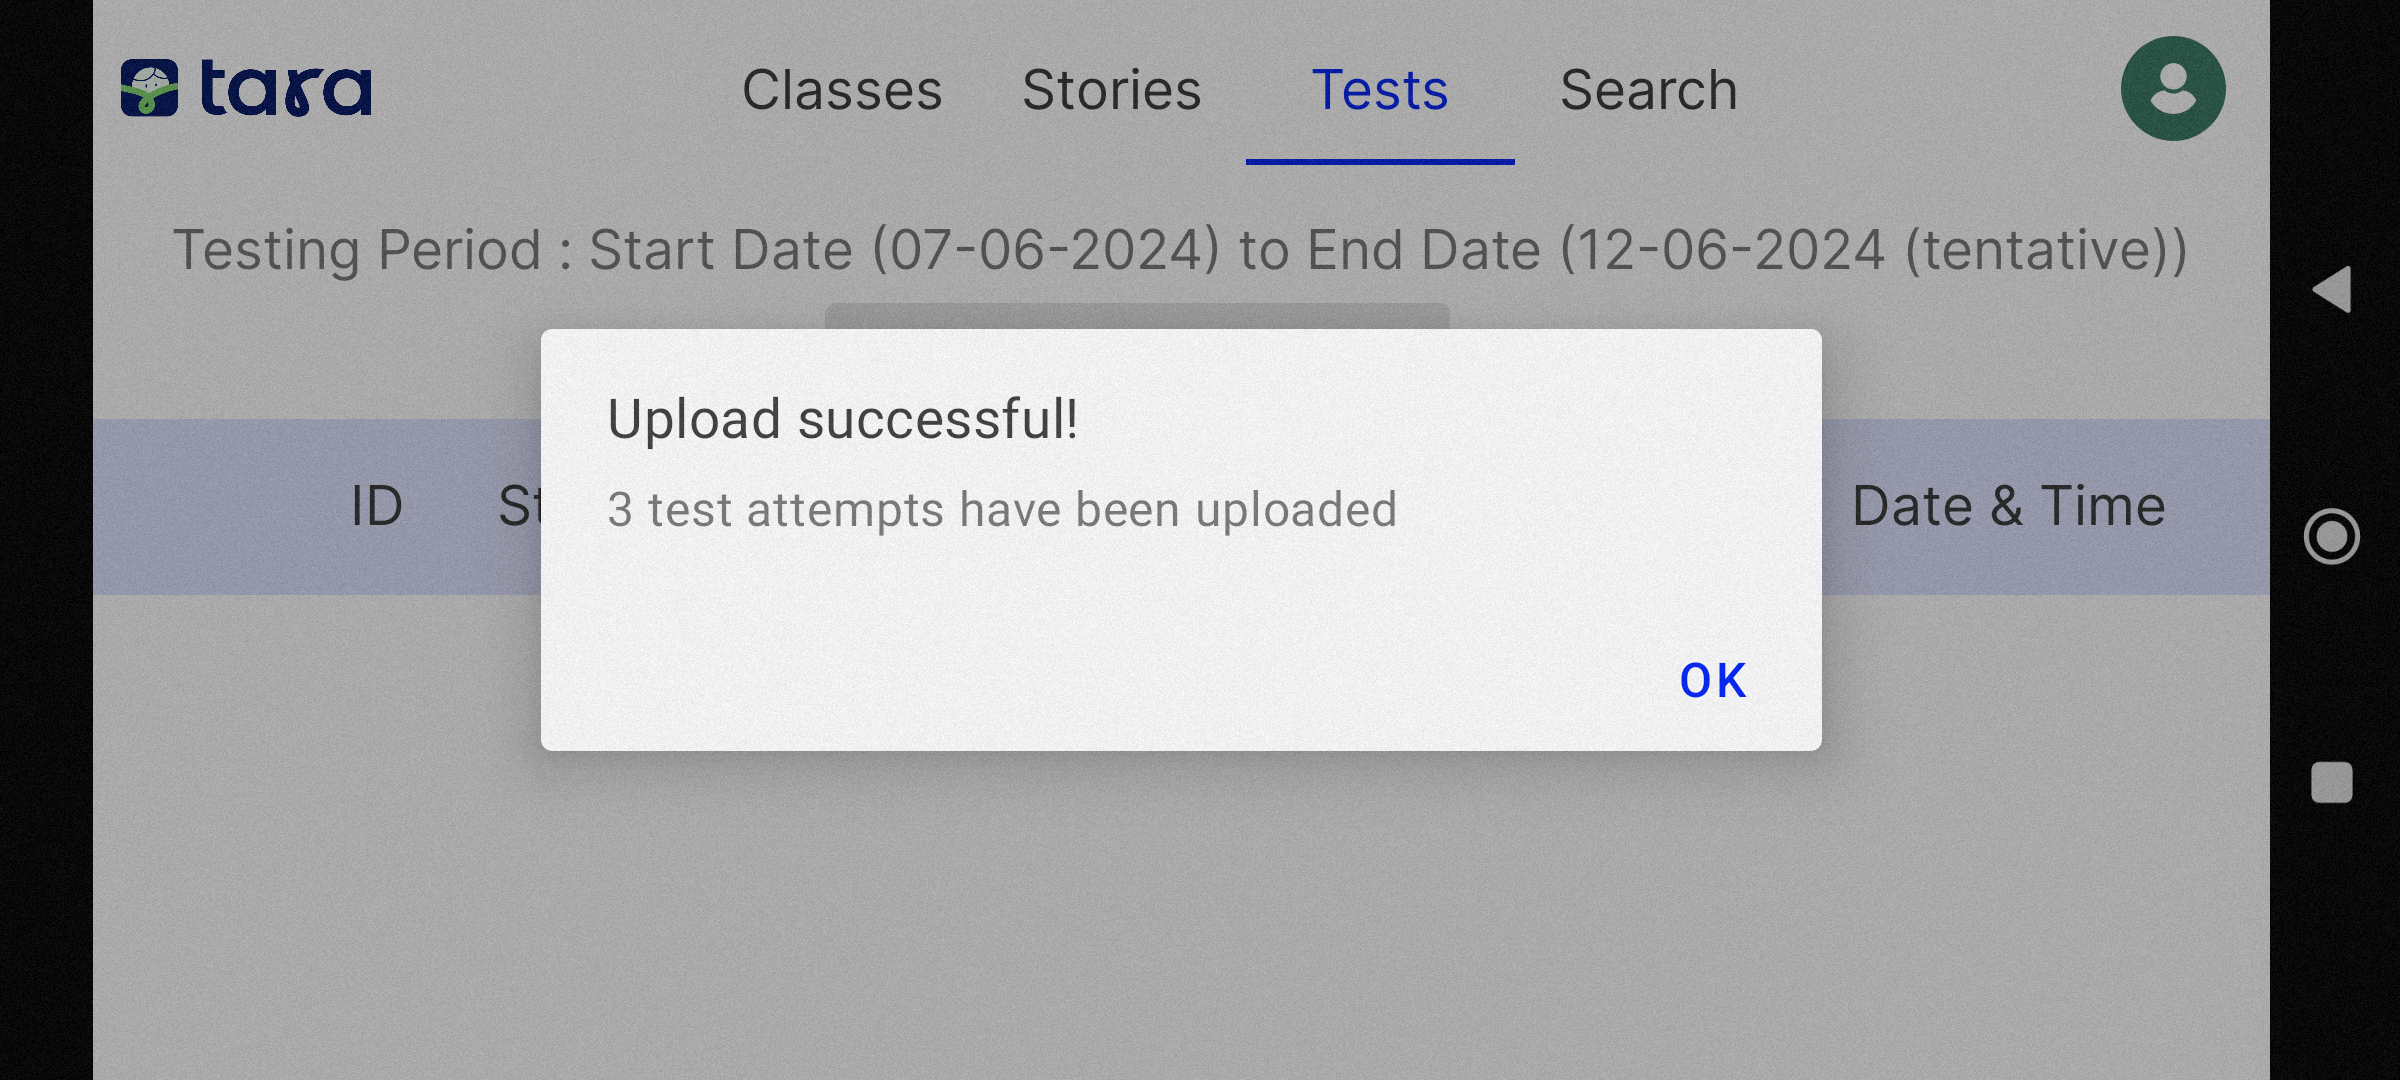 tara
Classes Stories Tests Search
Testing Period : Start Date (07-06-2024) to End Date (12-06-2024 (tentative))
Upload successful!
3 test attempts have been uploaded
ID Date & Time
OK